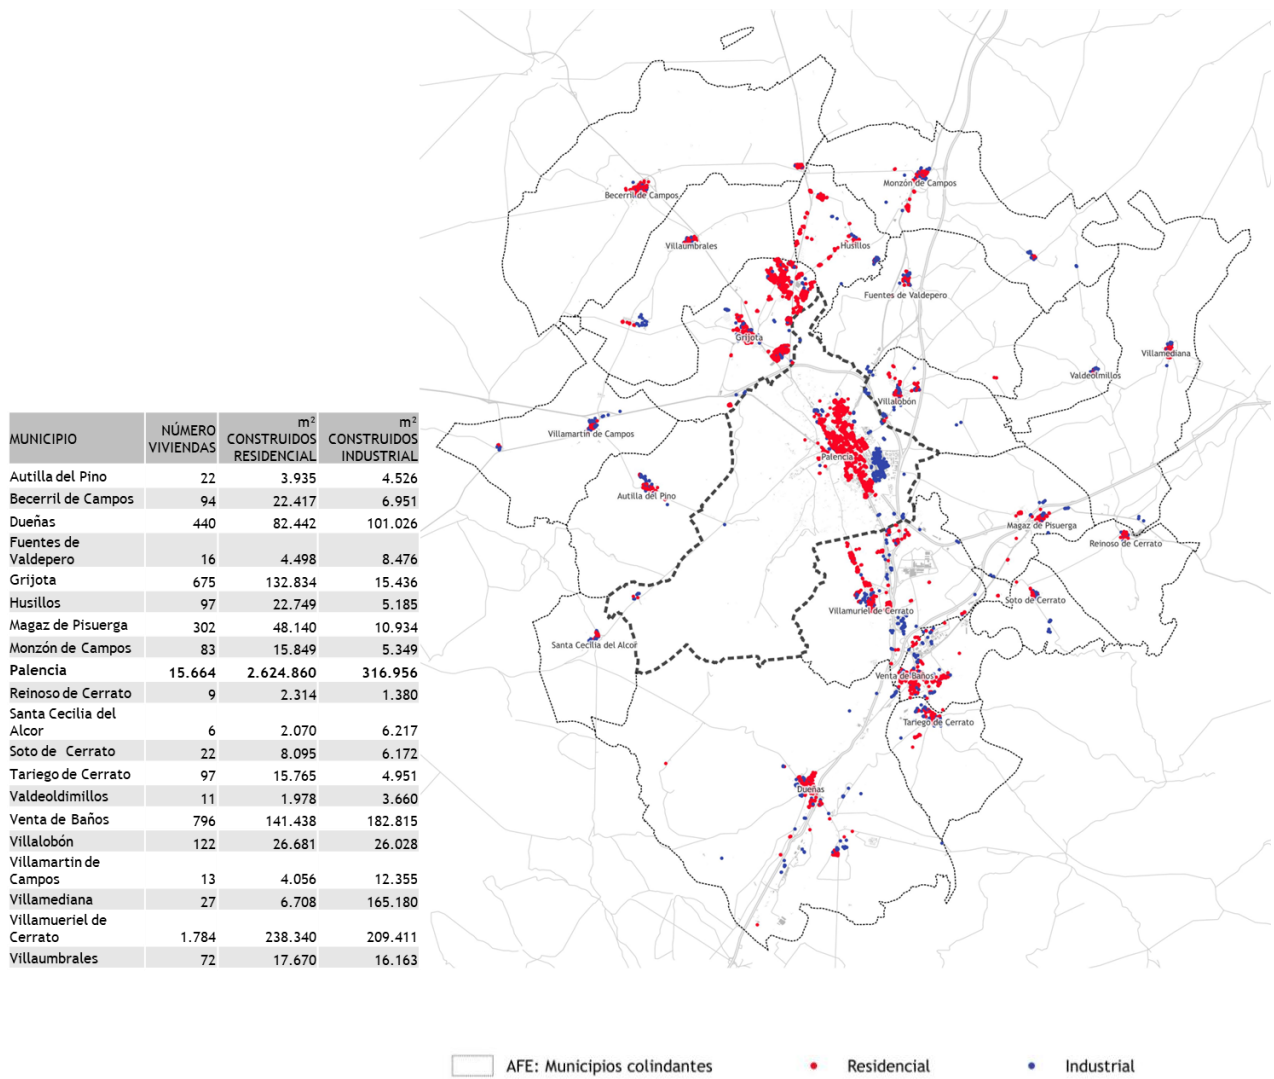 MUNICIPIO NÚMERO VIVIENDAS m² CONSTRUIDOS RESIDENCIAL m² CONSTRUIDOS INDUSTRIAL
Autilla del Pino 22 3.935 4.526
Becerril de Campos 94 22.417 6.951
Dueñas 440 82.442 101.026
Fuentes de Valdepero 16 4.498 8.476
Grijota 675 132.834 15.436
Husillos 97 22.749 5.185
Magaz de Pisuerga 302 48.140 10.934
Monzón de Campos 83 15.849 5.349
Palencia 15.664 2.624.860 316.956
Reinoso de Cerrato 9 2.314 1.380
Santa Cecilia del Alcor 6 2.070 6.217
Soto de Cerrato 22 8.095 6.172
Tariego de Cerrato 97 15.765 4.951
Valdeoldimillos 11 1.978 3.660
Venta de Baños 796 141.438 182.815
Villalobón 122 26.681 26.028
Villamartin de Campos 13 4.056 12.355
Villamediana 27 6.708 165.180
Villamueriel de Cerrato 1.784 238.340 209.411
Villaumbrales 72 17.670 16.163
Monzón de Campos
Becerril de Campos
Villaumbrales
Husillos
Fuentes de Valdepero
Grijota
Villamediana
Valdeolmillos
Villalobón
Villamartín de Campos
Palencia
Autilla del Pino
Magaz de Pisuerga
Reinoso de Cerrato
Soto de Cerrato
Villamuriel de Cerrato
Santa Cecilia del Alcor
Venta de Baños
Tariego de Cerrato
Dueñas
AFE: Municipios colindantes
Residencial
Industrial